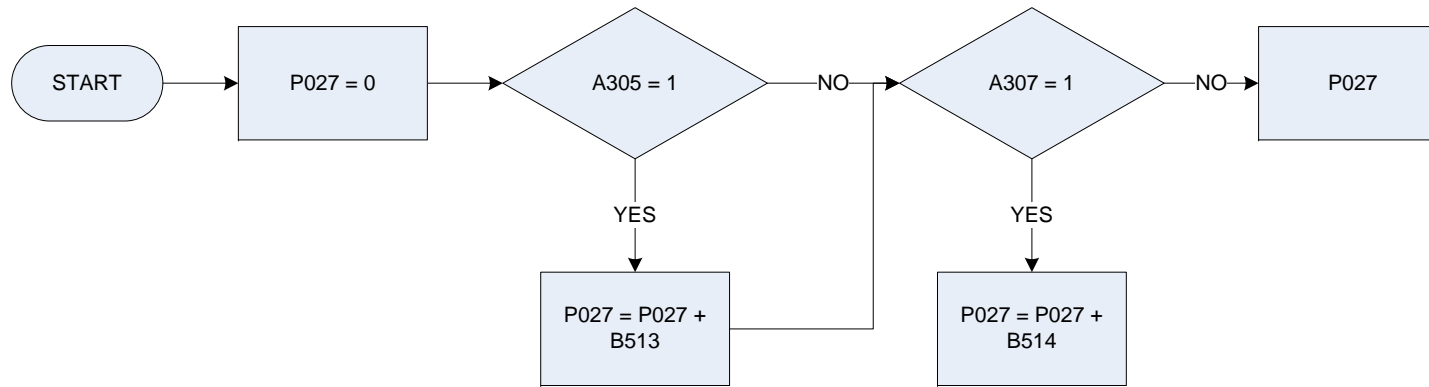 START
P027 = 0
A305 = 1
NO
A307 = 1
NO
P027
YES
YES
P027 = P027 +
B513
P027 = P027 +
B514